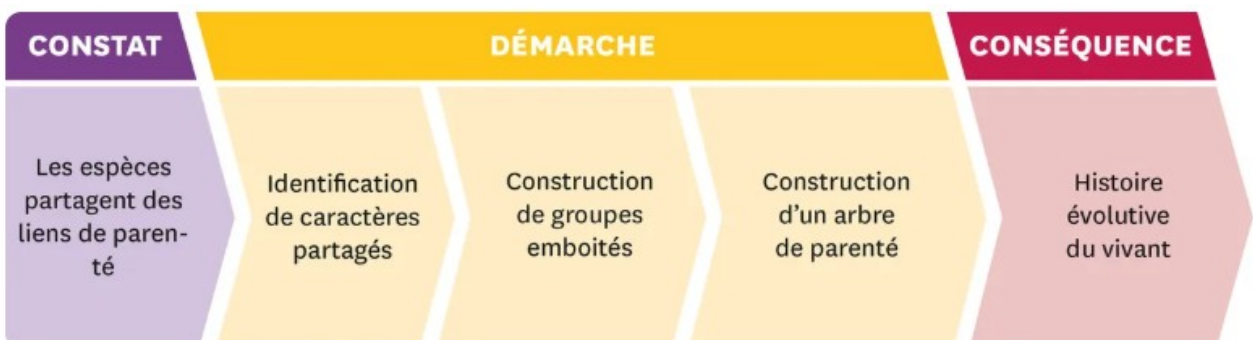 CONSTAT
DÉMARCHE
CONSÉQUENCE
Les espèces
partagent des
liens de paren-
té
Identification
de caractères
partagés
Construction
de groupes
emboités
Construction
d'un arbre
de parenté
Histoire
évolutive
du vivant